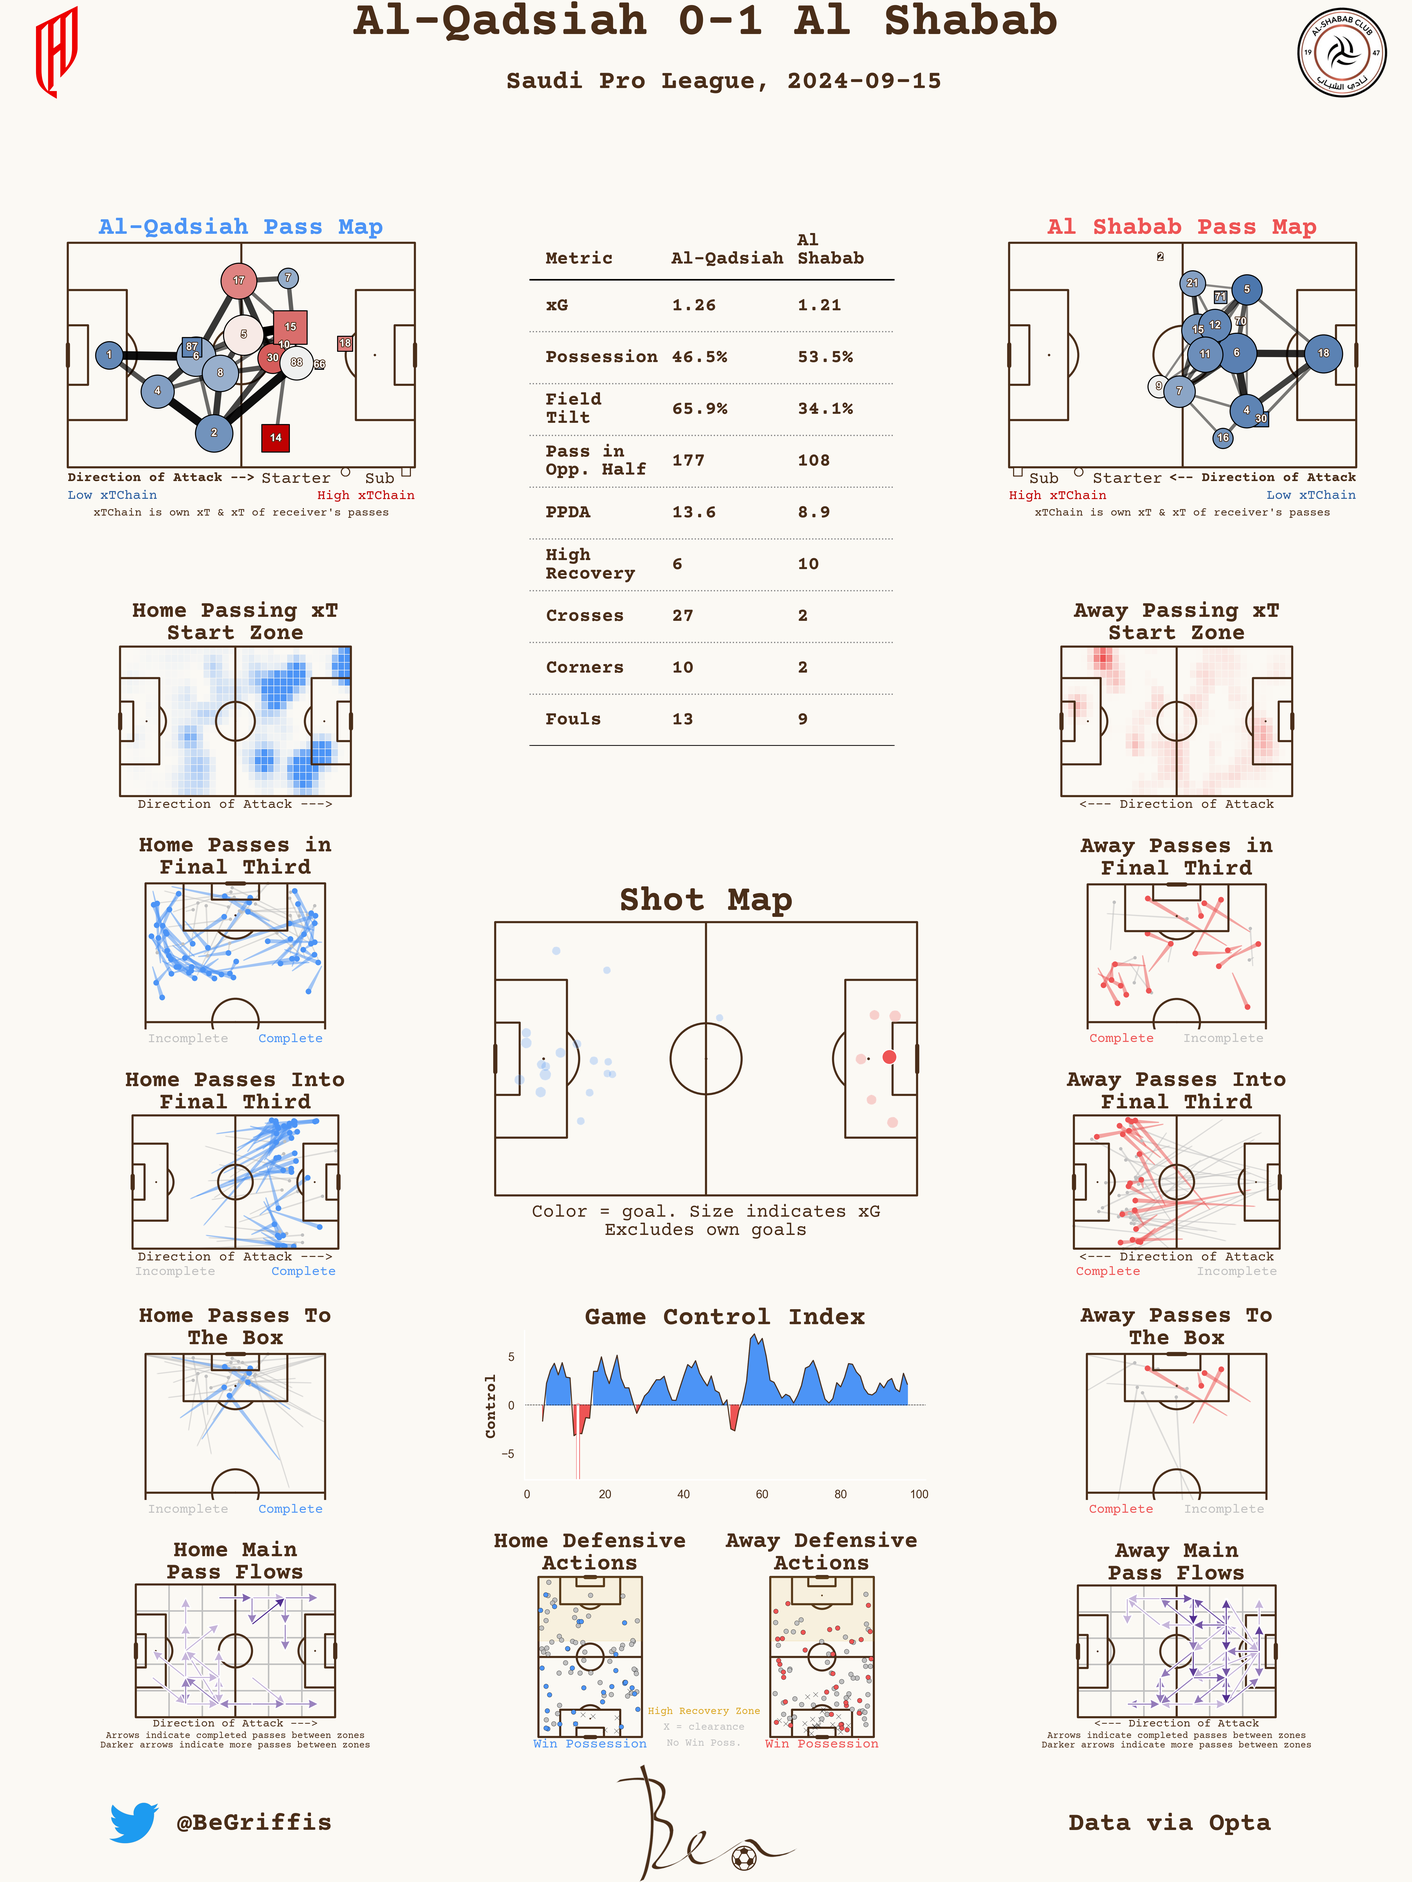 Al-Qadsiah 0-1 Al Shabab
Saudi Pro League, 2024-09-15
AL-SHABAB CLUB
19 47
نادي الشباب
Al-Qadsiah Pass Map
17
7
15
5
10
87
6
1
30
88
66
18
8
4
2
14
Direction of Attack --> Starter Sub
Low xTChain High xTChain
xTChain is own xT & xT of receiver's passes
Metric Al-Qadsiah Al Shabab
xG 1.26 1.21
Possession 46.5% 53.5%
Field Tilt 65.9% 34.1%
Pass in Opp. Half 177 108
PPDA 13.6 8.9
High Recovery 6 10
Crosses 27 2
Corners 10 2
Fouls 13 9
Al Shabab Pass Map
2
21
71
5
15
12
70
11
6
18
9
7
4
30
16
Sub Starter <-- Direction of Attack
High xTChain Low xTChain
xTChain is own xT & xT of receiver's passes
Home Passing xT
Start Zone
Direction of Attack --->
Away Passing xT
Start Zone
<--- Direction of Attack
Home Passes in
Final Third
Incomplete Complete
Away Passes in
Final Third
Complete Incomplete
Shot Map
Color = goal. Size indicates xG
Excludes own goals
Home Passes Into
Final Third
Direction of Attack --->
Incomplete Complete
Away Passes Into
Final Third
<--- Direction of Attack
Complete Incomplete
Home Passes To
The Box
Incomplete Complete
Game Control Index
Control
5
0
−5
0 20 40 60 80 100
Away Passes To
The Box
Complete Incomplete
Home Main
Pass Flows
Direction of Attack --->
Arrows indicate completed passes between zones
Darker arrows indicate more passes between zones
Home Defensive
Actions
Win Possession
High Recovery Zone
X = clearance
No Win Poss.
Away Defensive
Actions
Win Possession
Away Main
Pass Flows
<--- Direction of Attack
Arrows indicate completed passes between zones
Darker arrows indicate more passes between zones
@BeGriffis
Ben
Data via Opta